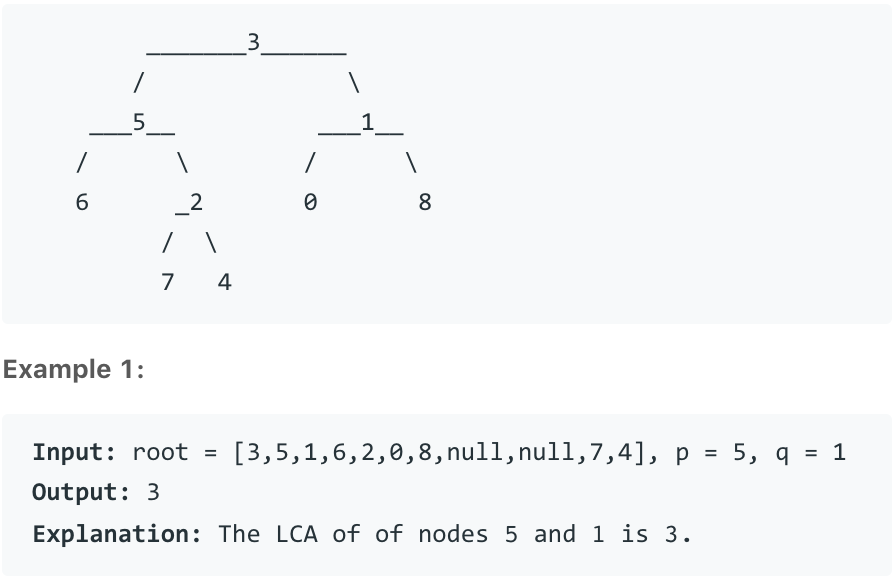 _______3______
/ \
___5__ ___1__
/ \ / \
6 _2 0 8
/ \
7 4
Example 1:
Input: root = [3,5,1,6,2,0,8,null,null,7,4], p = 5, q = 1
Output: 3
Explanation: The LCA of of nodes 5 and 1 is 3.